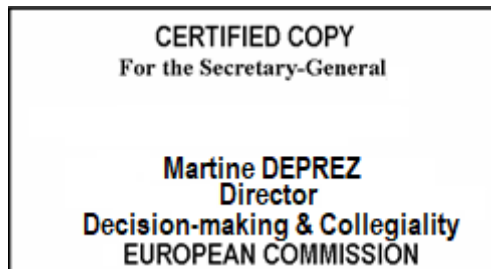 CERTIFIED COPY
For the Secretary-General
Martine DEPREZ
Director
Decision-making & Collegiality
EUROPEAN COMMISSION